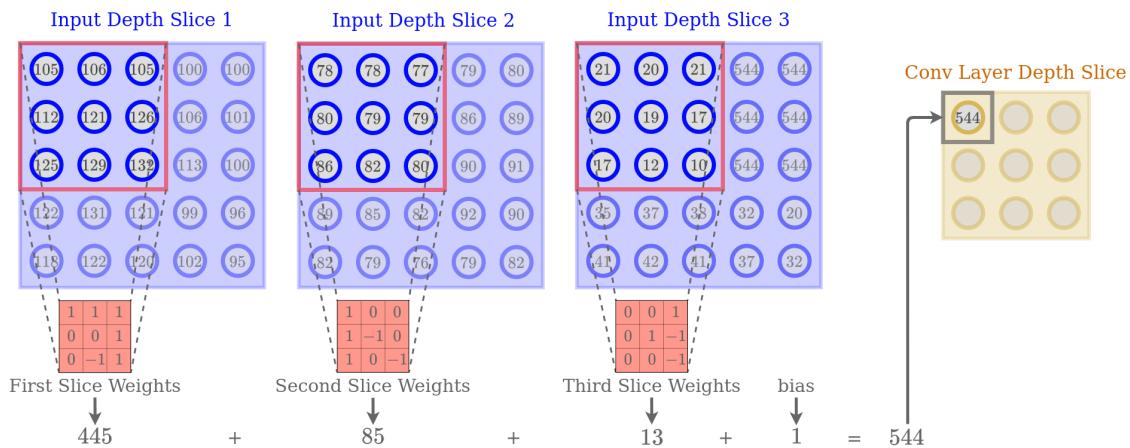 Input Depth Slice 1 Input Depth Slice 2 Input Depth Slice 3
Conv Layer Depth Slice
105 106 105 100 100 78 78 77 79 80 21 20 21 544 544
112 121 126 106 101 80 79 79 86 89 20 19 17 544 544 544
125 129 132 113 100 86 82 80 90 91 17 12 10 544 544
122 131 121 99 96 89 85 82 92 90 35 37 38 32 20
118 122 120 102 95 82 79 76 79 82 41 42 41 37 32
1 1 1 1 0 0 0 0 1
0 0 1 1 −1 0 0 1 −1
0 −1 1 1 0 −1 0 0 −1
First Slice Weights Second Slice Weights Third Slice Weights bias
445 + 85 + 13 + 1 = 544